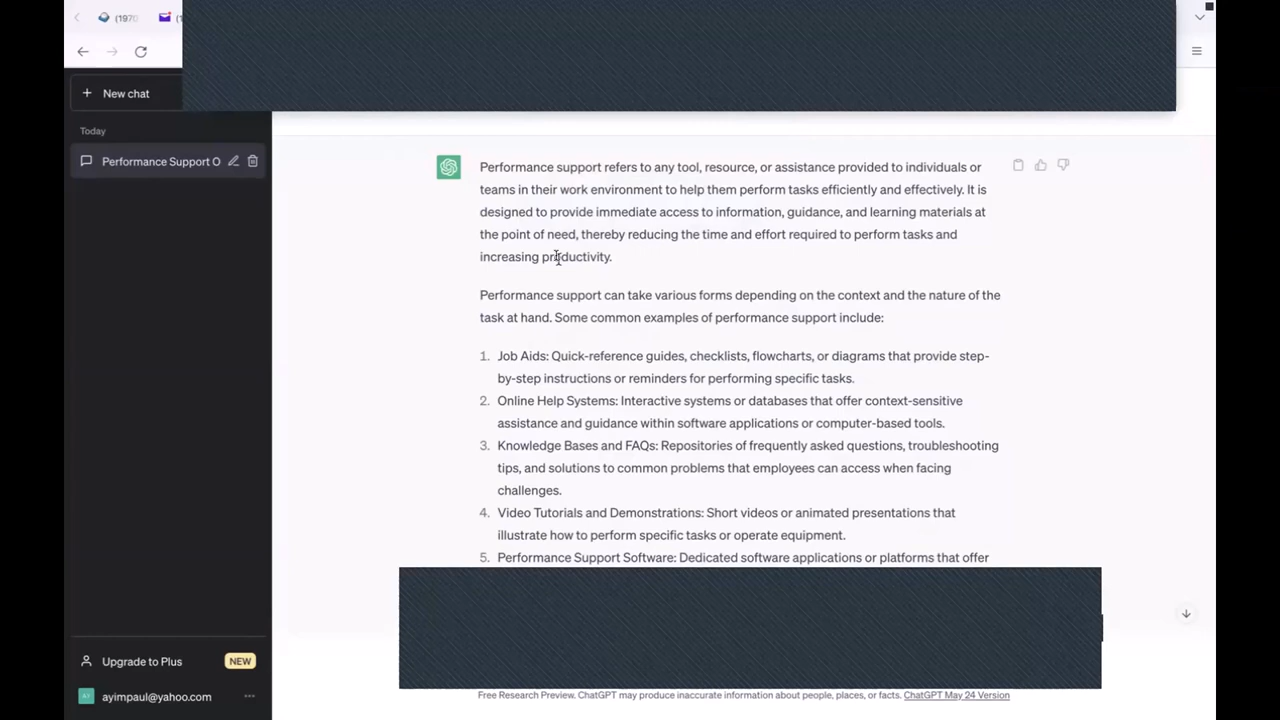 (1970
(1
New chat
Today
Performance Support O
Performance support refers to any tool, resource, or assistance provided to individuals or
teams in their work environment to help them perform tasks efficiently and effectively. It is
designed to provide immediate access to information, guidance, and learning materials at
the point of need, thereby reducing the time and effort required to perform tasks and
increasing productivity.
Performance support can take various forms depending on the context and the nature of the
task at hand. Some common examples of performance support include:
1. Job Aids: Quick-reference guides, checklists, flowcharts, or diagrams that provide step-
by-step instructions or reminders for performing specific tasks.
2. Online Help Systems: Interactive systems or databases that offer context-sensitive
assistance and guidance within software applications or computer-based tools.
3. Knowledge Bases and FAQs: Repositories of frequently asked questions, troubleshooting
tips, and solutions to common problems that employees can access when facing
challenges.
4. Video Tutorials and Demonstrations: Short videos or animated presentations that
illustrate how to perform specific tasks or operate equipment.
5. Performance Support Software: Dedicated software applications or platforms that offer
Upgrade to Plus
NEW
AY
ayimpaul@yahoo.com
Free Research Preview. ChatGPT may produce inaccurate information about people, places, or facts. ChatGPT May 24 Version